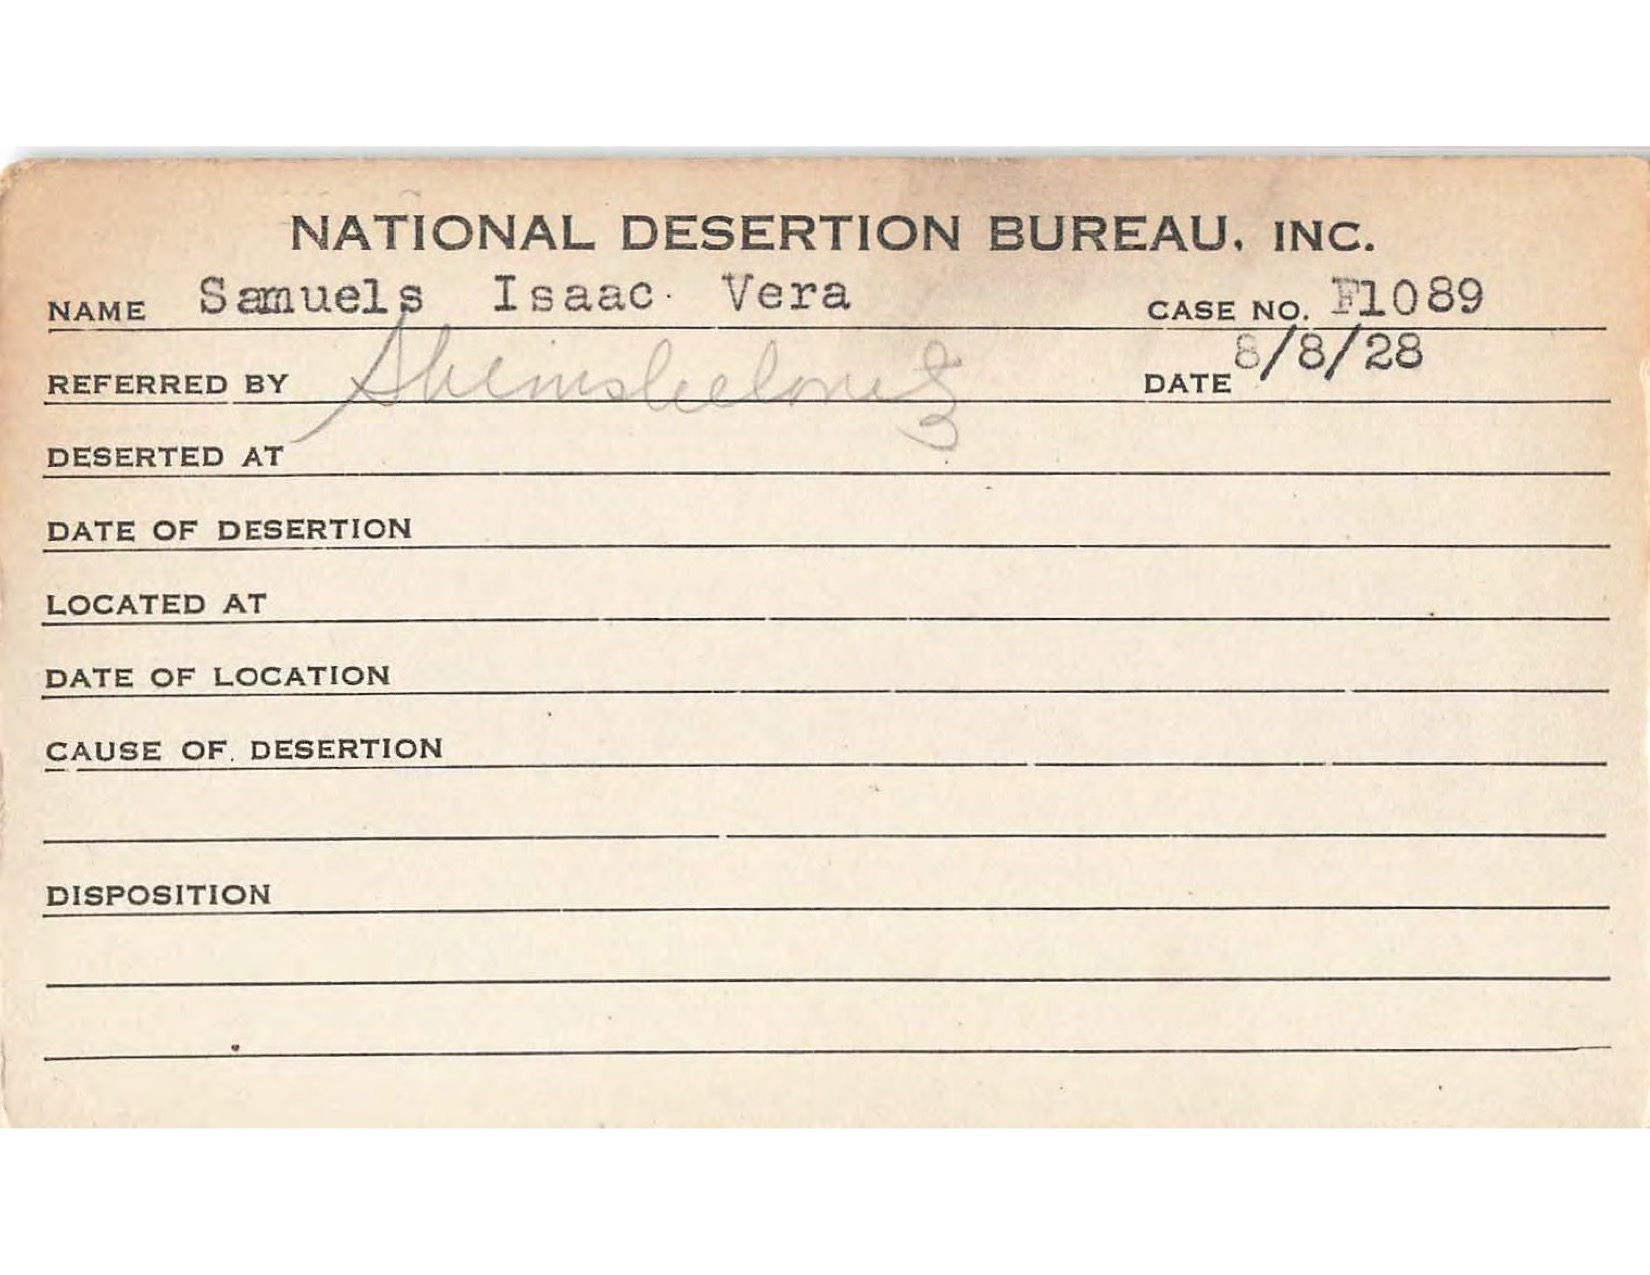 NATIONAL DESERTION BUREAU, INC.
NAME Samuels Isaac Vera CASE NO. F1089
REFERRED BY DATE 8/8/28
DESERTED AT
DATE OF DESERTION
LOCATED AT
DATE OF LOCATION
CAUSE OF DESERTION
DISPOSITION